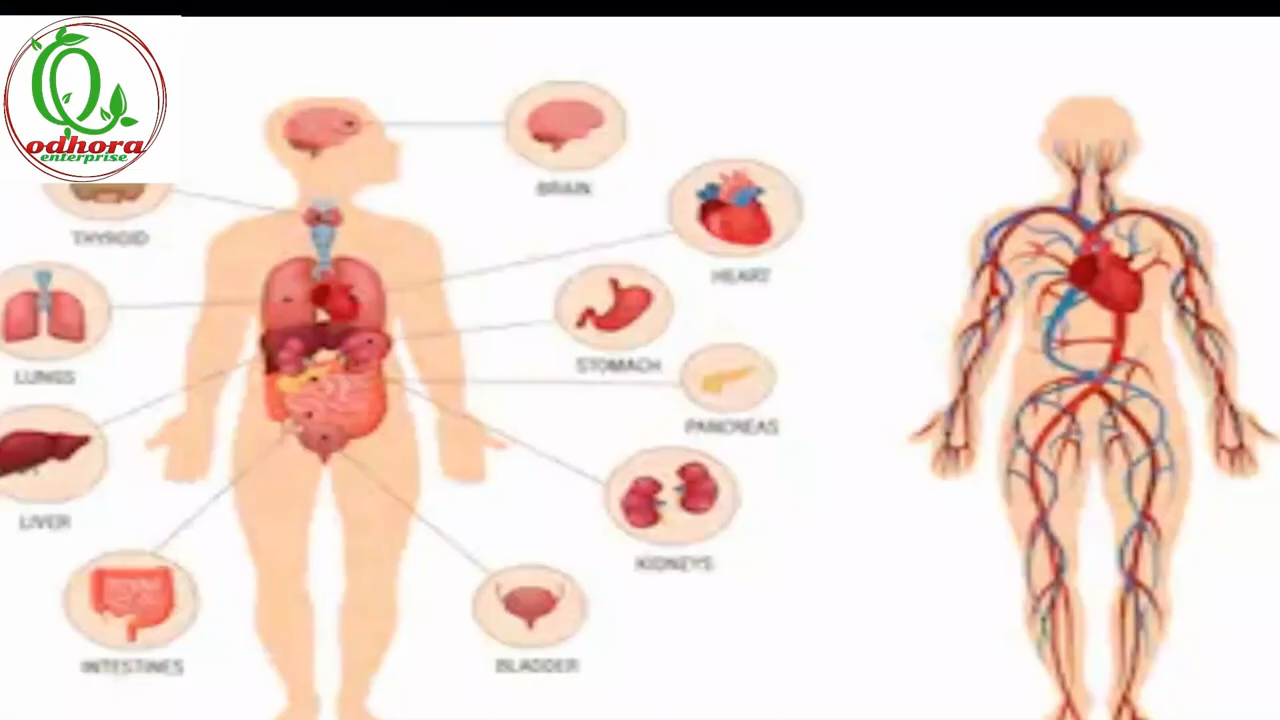 odhora
enterprise
BRAIN
THYROID
HEART
LUNGS
STOMACH
PANCREAS
LIVER
KIDNEYS
INTESTINES
BLADDER